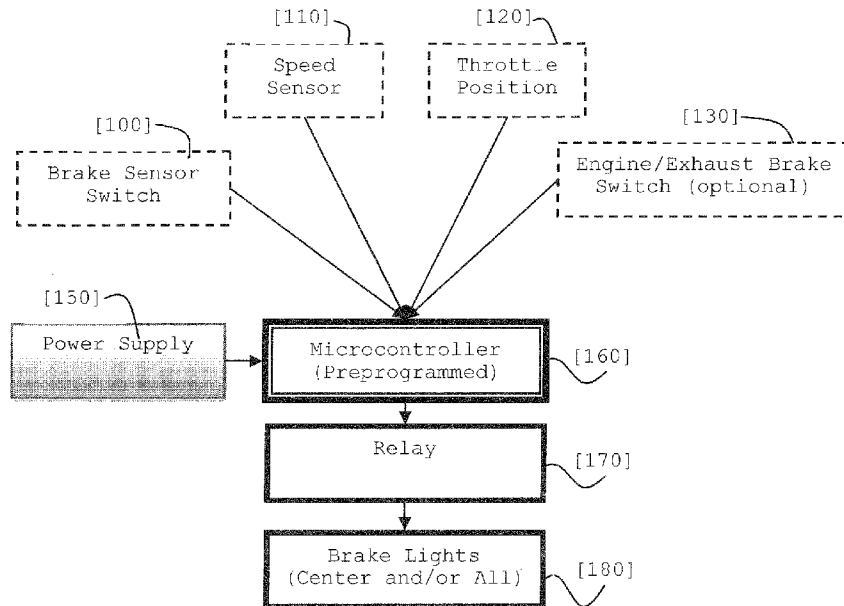 [110]
[120]
Speed
Sensor
Throttle
Position
[100]
[130]
Brake Sensor
Switch
Engine/Exhaust Brake
Switch (optional)
[150]
Power Supply
Microcontroller
(Preprogrammed)
[160]
Relay
[170]
Brake Lights
(Center and/or All)
[180]